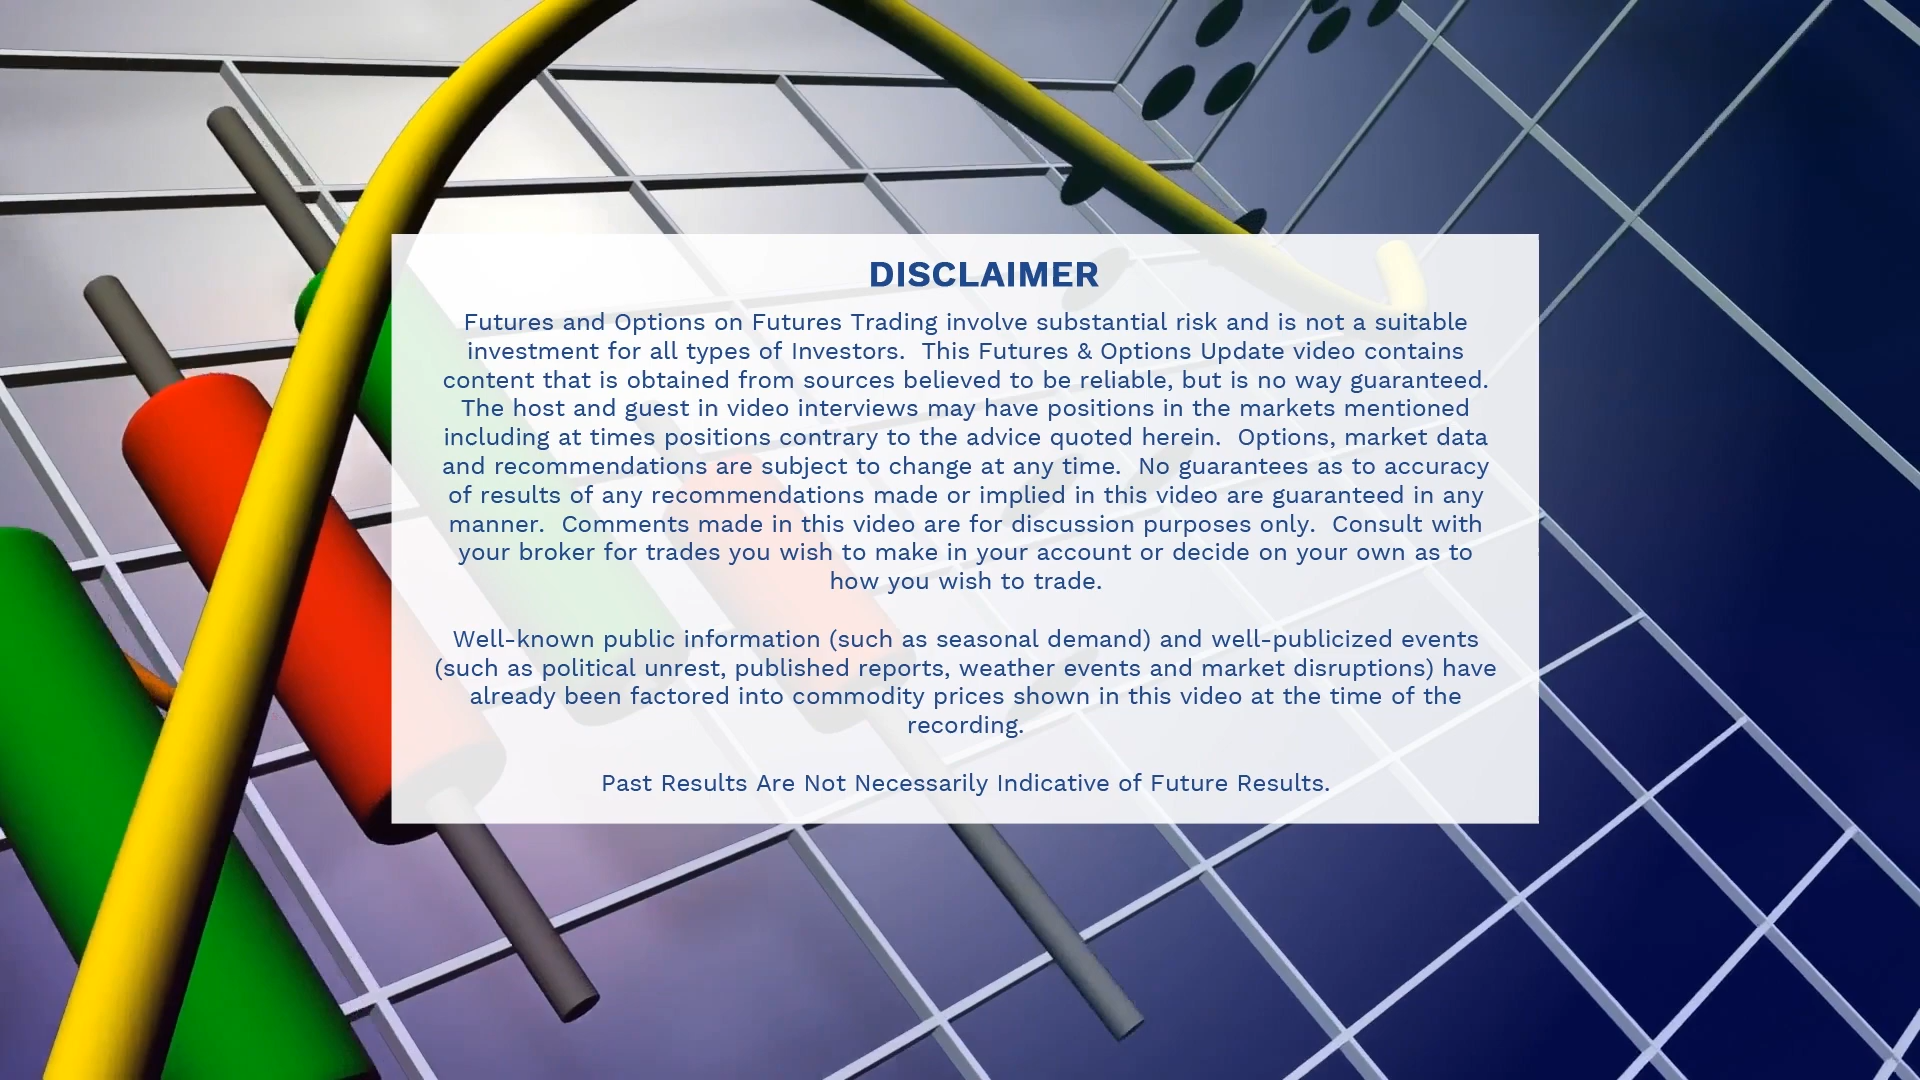 DISCLAIMER
Futures and Options on Futures Trading involve substantial risk and is not a suitable
investment for all types of Investors.  This Futures & Options Update video contains
content that is obtained from sources believed to be reliable, but is no way guaranteed.
The host and guest in video interviews may have positions in the markets mentioned
including at times positions contrary to the advice quoted herein.  Options, market data
and recommendations are subject to change at any time.  No guarantees as to accuracy
of results of any recommendations made or implied in this video are guaranteed in any
manner.  Comments made in this video are for discussion purposes only.  Consult with
your broker for trades you wish to make in your account or decide on your own as to
how you wish to trade.
Well-known public information (such as seasonal demand) and well-publicized events
(such as political unrest, published reports, weather events and market disruptions) have
already been factored into commodity prices shown in this video at the time of the
recording.
Past Results Are Not Necessarily Indicative of Future Results.